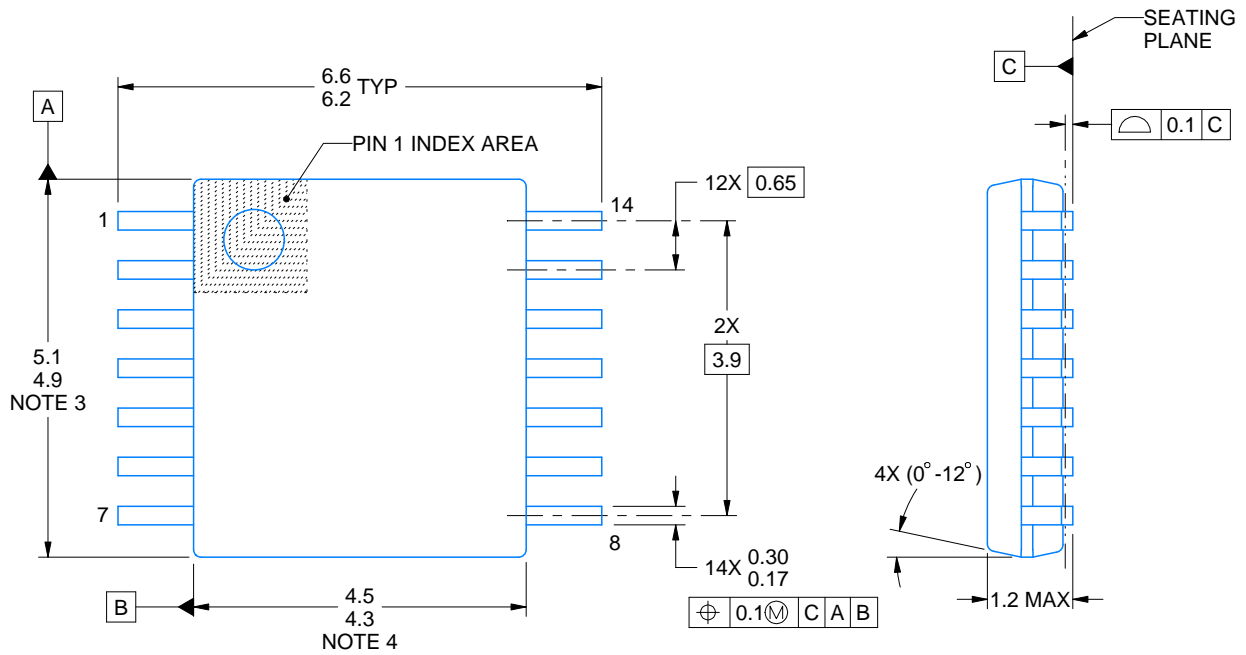 SEATING
PLANE
C
6.6
6.2 TYP
A
0.1 C
PIN 1 INDEX AREA
12X 0.65
1
14
2X
3.9
5.1
4.9
NOTE 3
4X (0°-12°)
7
8
14X 0.30
0.17
1.2 MAX
B
4.5
4.3
NOTE 4
0.1 Ⓜ C A B